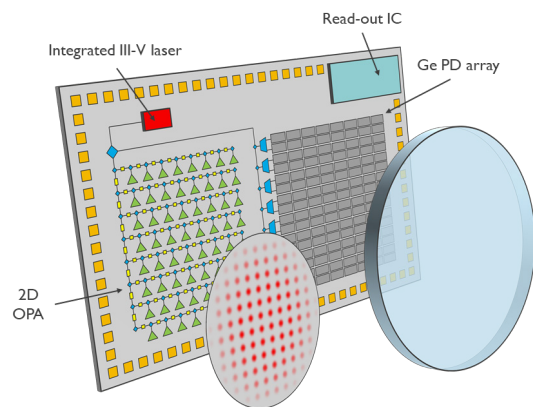 Read-out IC
Integrated III-V laser
Ge PD array
2D
OPA